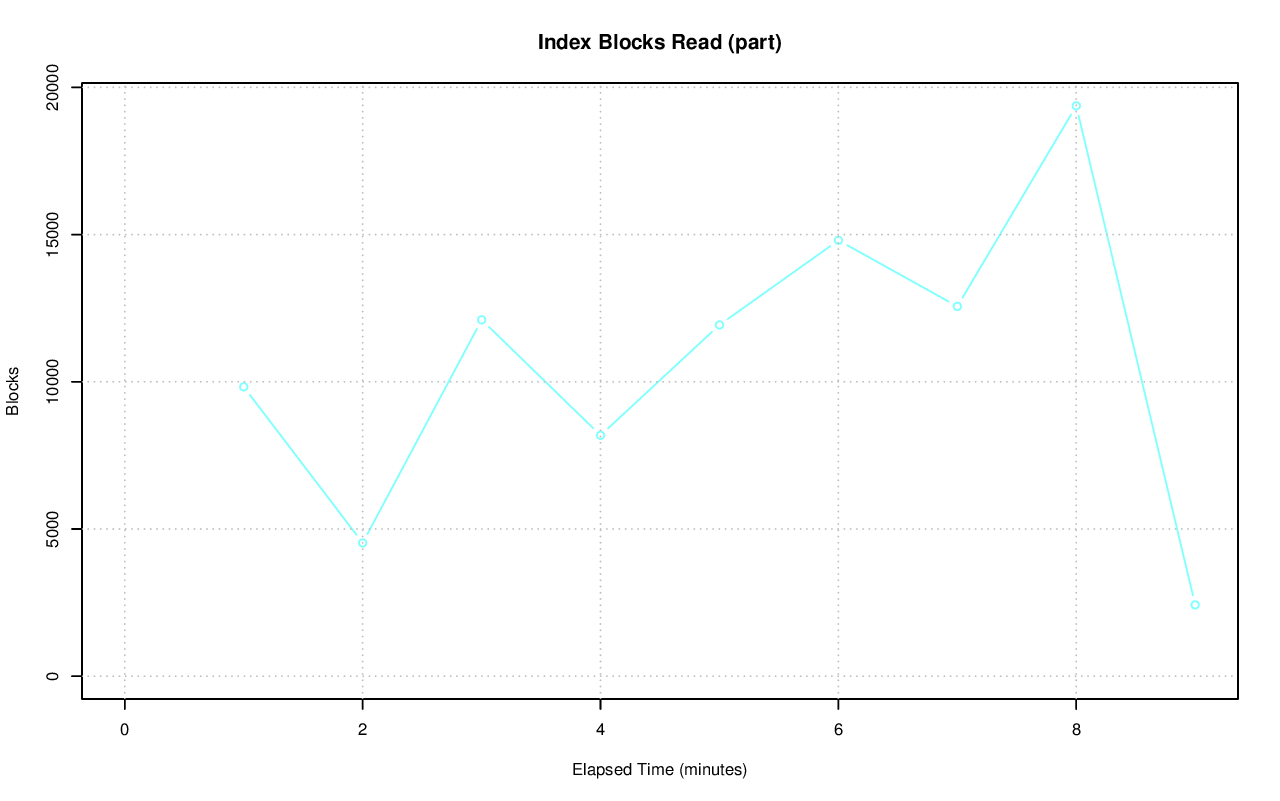 Index Blocks Read (part)
20000
15000
10000
5000
0
Blocks
0 2 4 6 8
Elapsed Time (minutes)